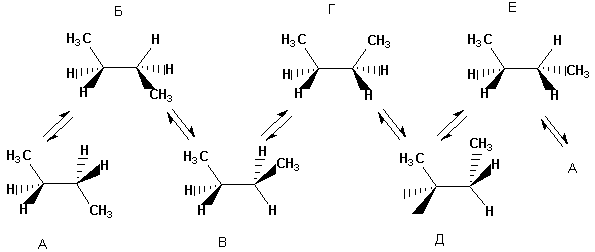 Б
Г
Е
H₃C H H H CH₃
H₃C CH₃ H H H H
H₃C H H H CH₃ H
H₃C H H H H CH₃
H₃C H H H CH₃ H
H₃C CH₃ H
А
А
В
Д